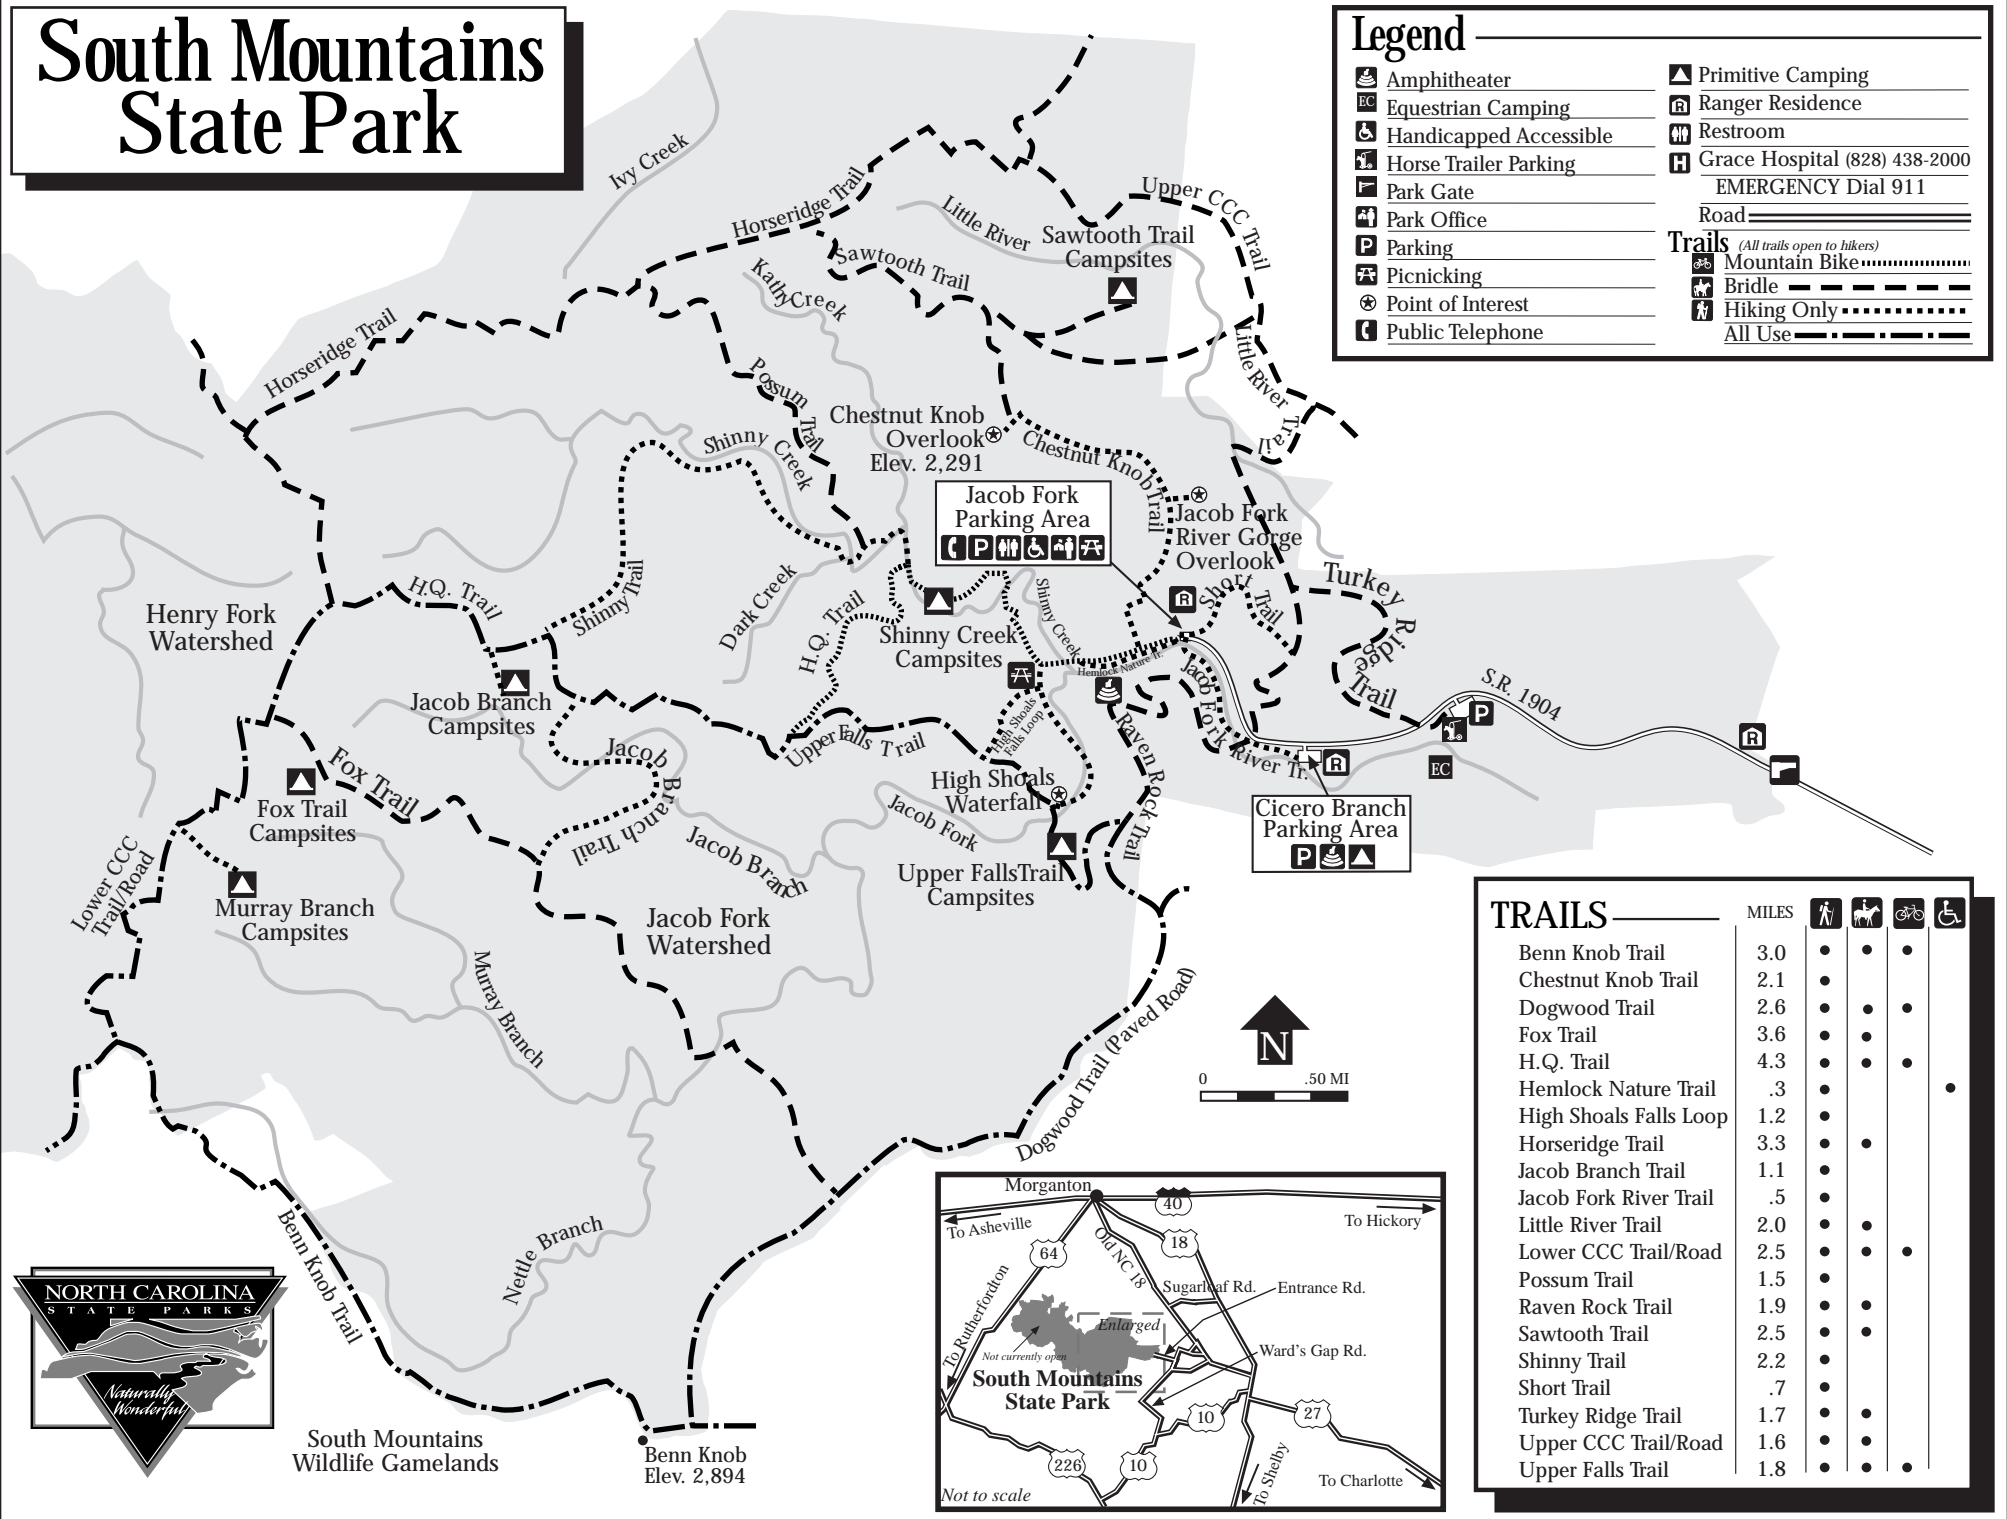 South Mountains
State Park
Legend
Amphitheater
EC
Equestrian Camping
Handicapped Accessible
Horse Trailer Parking
Park Gate
Park Office
P
Parking
Picnicking
Point of Interest
Public Telephone
Primitive Camping
R
Ranger Residence
Restroom
H
Grace Hospital (828) 438-2000
EMERGENCY Dial 911
Road
Trails (All trails open to hikers)
Mountain Bike
Bridle
Hiking Only
All Use
Ivy Creek
Horseridge Trail
Little River
Upper CCC Trail
Sawtooth Trail
Campsites
Sawtooth Trail
Kathy Creek
Horseridge Trail
Little River Trail
Possum Trail
Chestnut Knob
Overlook
Elev. 2,291
Chestnut Knob Trail
Shinny Creek
Jacob Fork
Parking Area
P
Jacob Fork
River Gorge
Overlook
Henry Fork
Watershed
H.Q. Trail
Shinny Trail
Dark Creek
H.Q. Trail
Shinny Creek
Campsites
Shinny Creek
R
Short Trail
Turkey Ridge Trail
Hemlock Nature Tr.
Jacob Branch
Campsites
High Shoals
Falls Loop
Jacob Fork River Tr.
S.R. 1904
P
R
R
EC
Upper Falls Trail
Raven Rock Trail
Fox Trail
Fox Trail
Campsites
Jacob Branch Trail
Jacob Branch
High Shoals
Waterfall
Jacob Fork
Cicero Branch
Parking Area
P
Upper FallsTrail
Campsites
Lower CCC
Trail/Road
Murray Branch
Campsites
Jacob Fork
Watershed
Murray Branch
Dogwood Trail (Paved Road)
N
0 .50 MI
Nettle Branch
Benn Knob Trail
NORTH CAROLINA
STATE PARKS
Naturally
Wonderful
South Mountains
Wildlife Gamelands
Benn Knob
Elev. 2,894
Morganton
40
To Asheville
To Hickory
64
Old NC 18
18
Sugarloaf Rd.
Entrance Rd.
To Rutherfordton
Enlarged
Not currently open
Ward's Gap Rd.
South Mountains
State Park
10
27
226
10
To Shelby
To Charlotte
Not to scale
TRAILS MILES
Benn Knob Trail 3.0
Chestnut Knob Trail 2.1
Dogwood Trail 2.6
Fox Trail 3.6
H.Q. Trail 4.3
Hemlock Nature Trail .3
High Shoals Falls Loop 1.2
Horseridge Trail 3.3
Jacob Branch Trail 1.1
Jacob Fork River Trail .5
Little River Trail 2.0
Lower CCC Trail/Road 2.5
Possum Trail 1.5
Raven Rock Trail 1.9
Sawtooth Trail 2.5
Shinny Trail 2.2
Short Trail .7
Turkey Ridge Trail 1.7
Upper CCC Trail/Road 1.6
Upper Falls Trail 1.8